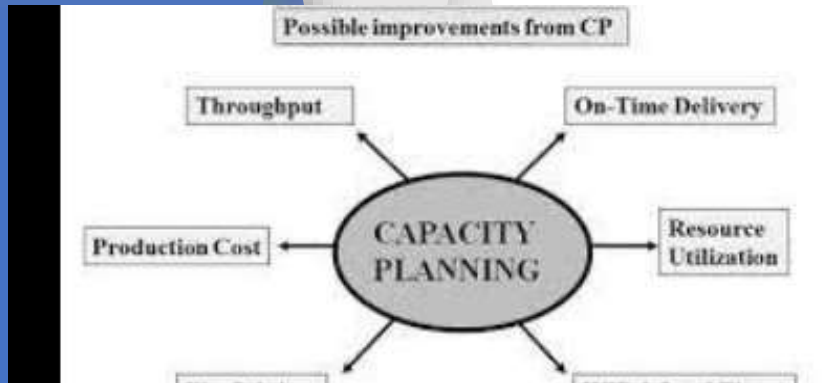 Possible improvements from CP
Throughput
On-Time Delivery
CAPACITY
PLANNING
Production Cost
Resource
Utilization